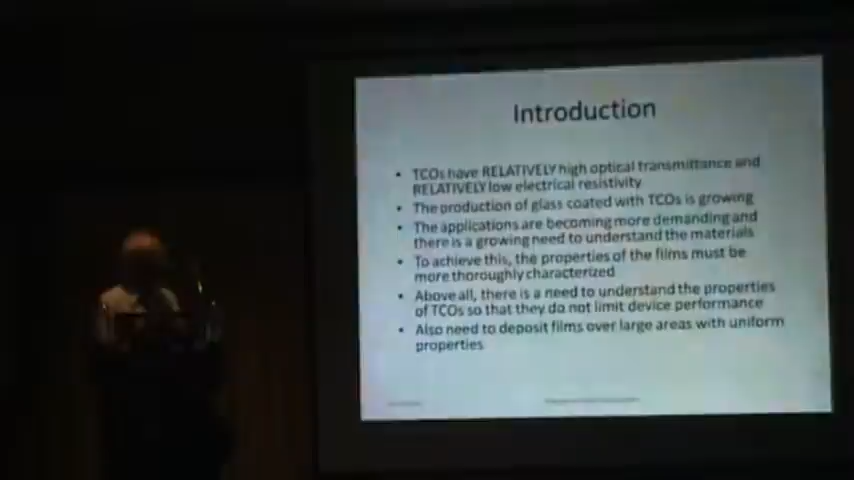 Introduction
• TCOs have RELATIVELY high optical transmittance and
RELATIVELY low electrical resistivity
• The production of glass coated with TCOs is growing
• The applications are becoming more demanding and
there is a growing need to understand the materials
• To achieve this, the properties of the films must be
more thoroughly characterized
• Above all, there is a need to understand the properties
of TCOs so that they do not limit device performance
• Also need to deposit films over large areas with uniform
properties